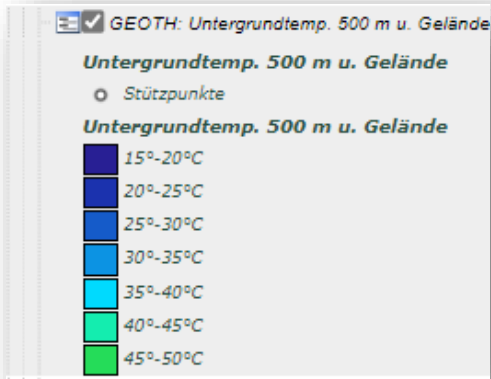 GEOTH: Untergrundtemp. 500 m u. Gelände
Untergrundtemp. 500 m u. Gelände
Stützpunkte
Untergrundtemp. 500 m u. Gelände
15°-20°C
20°-25°C
25°-30°C
30°-35°C
35°-40°C
40°-45°C
45°-50°C